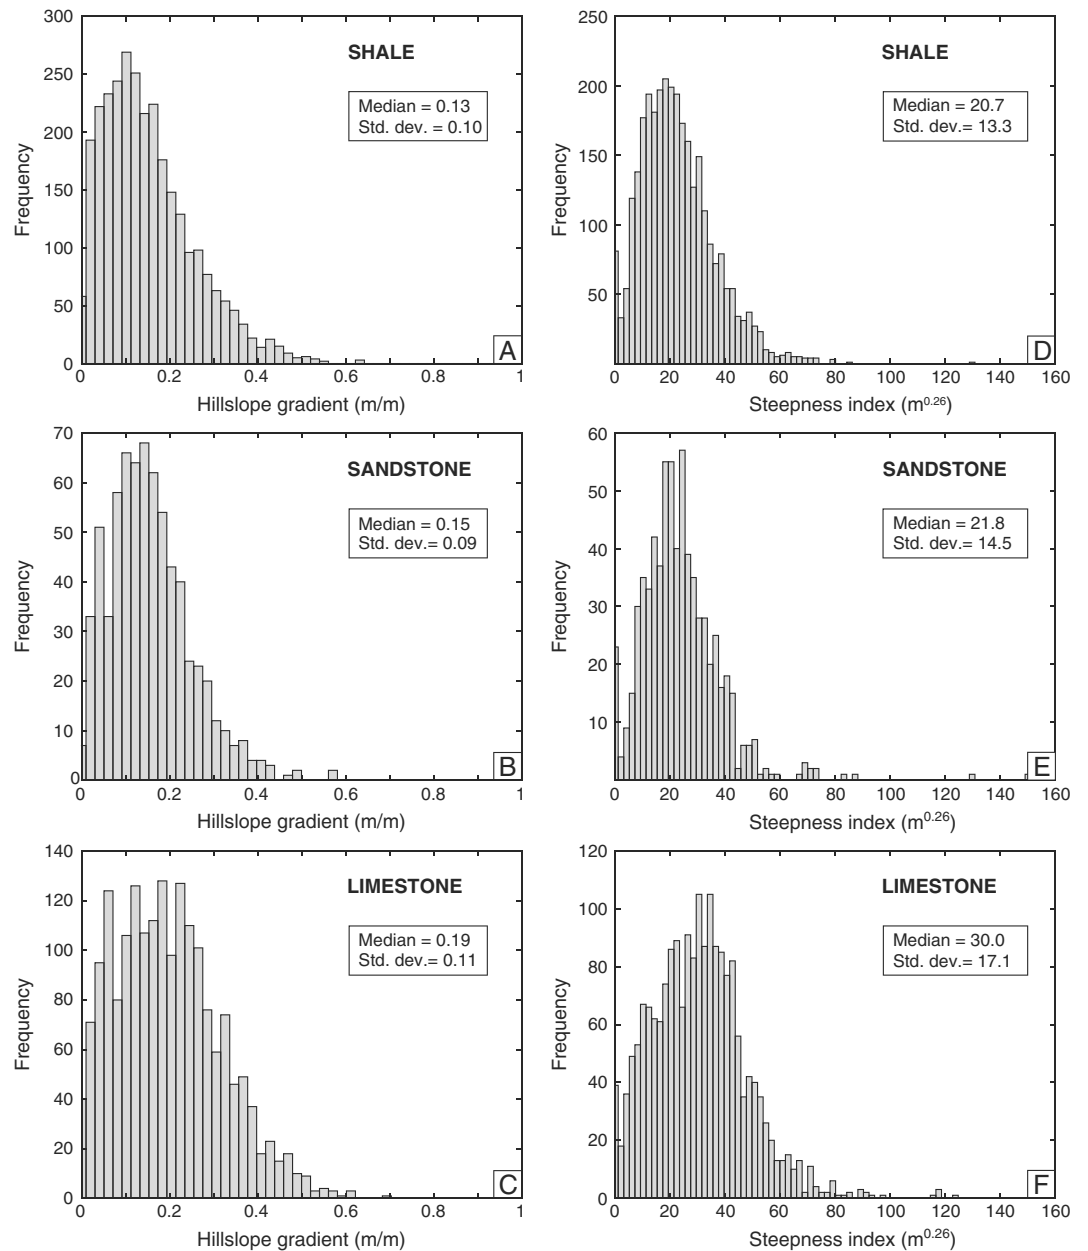 300
250
200
150
100
50
0
Frequency
SHALE
Median = 0.13
Std. dev. = 0.10
A
0 0.2 0.4 0.6 0.8 1
Hillslope gradient (m/m)
250
200
150
100
50
Frequency
SHALE
Median = 20.7
Std. dev.= 13.3
D
0 20 40 60 80 100 120 140 160
Steepness index (m^0.26)
70
60
50
40
30
20
10
0
Frequency
SANDSTONE
Median = 0.15
Std. dev.= 0.09
B
0 0.2 0.4 0.6 0.8 1
Hillslope gradient (m/m)
60
50
40
30
20
10
Frequency
SANDSTONE
Median = 21.8
Std. dev.= 14.5
E
0 20 40 60 80 100 120 140 160
Steepness index (m^0.26)
140
120
100
80
60
40
20
0
Frequency
LIMESTONE
Median = 0.19
Std. dev.= 0.11
C
0 0.2 0.4 0.6 0.8 1
Hillslope gradient (m/m)
120
100
80
60
40
20
0
Frequency
LIMESTONE
Median = 30.0
Std. dev.= 17.1
F
0 20 40 60 80 100 120 140 160
Steepness index (m^0.26)